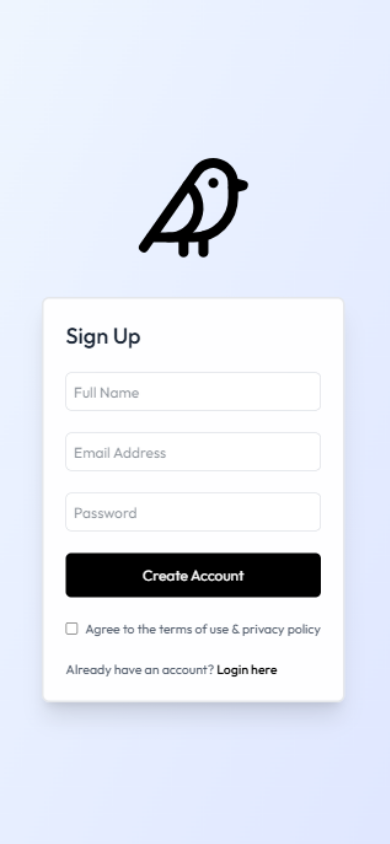 Sign Up
Full Name
Email Address
Password
Create Account
Agree to the terms of use & privacy policy
Already have an account? Login here